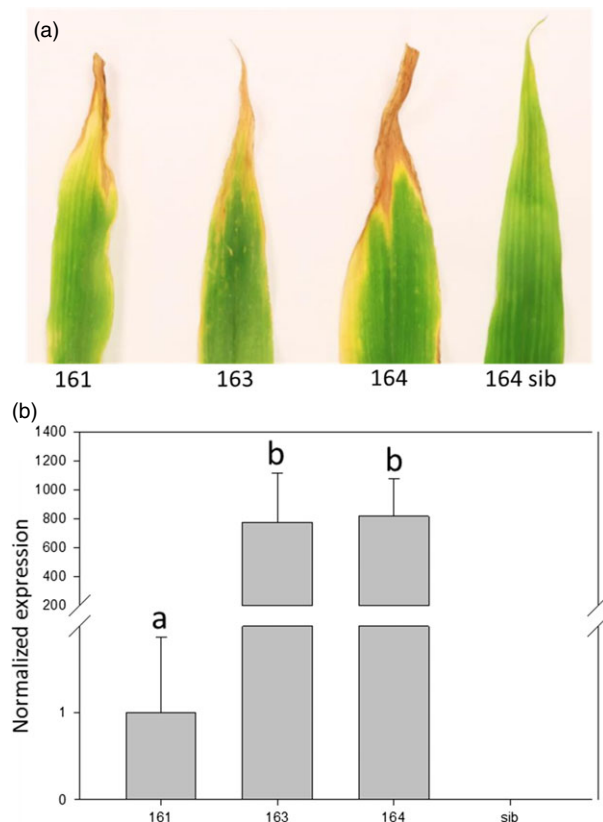 (a)
161 163 164 164 sib
(b)
Normalized expression
1400
1200
1000
800
600
400
200
1
0
a
b
b
161 163 164 sib